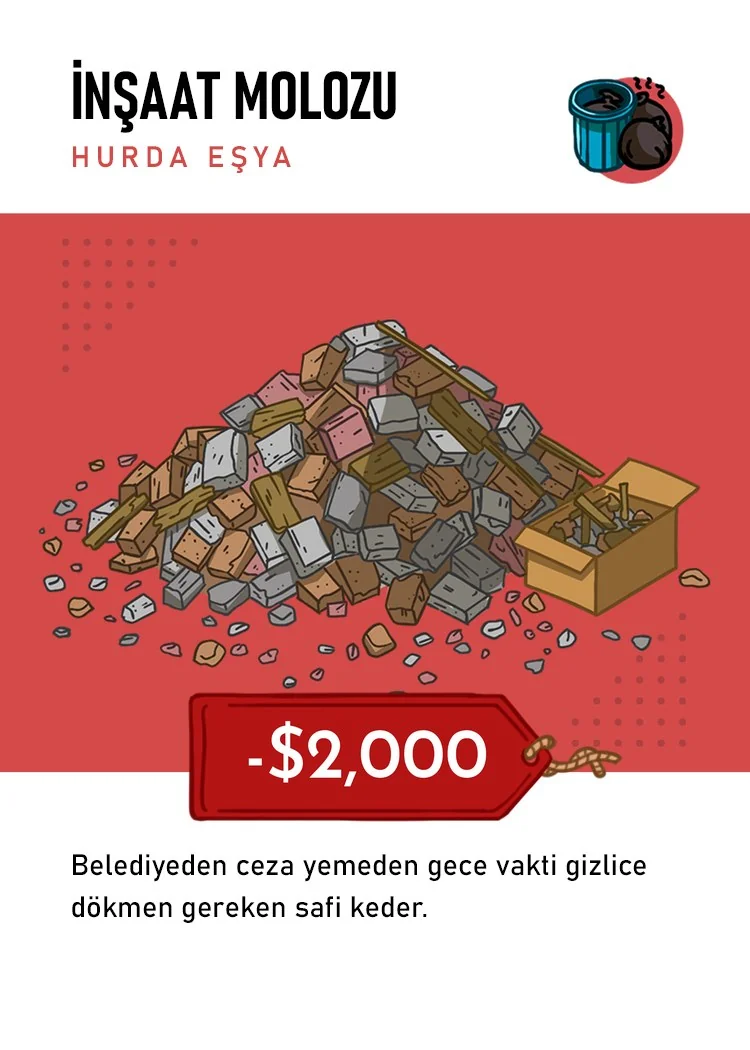 İNŞAAT MOLOZU
HURDA EŞYA
-$2,000
Belediyeden ceza yemeden gece vakti gizlice
dökmen gereken safi keder.